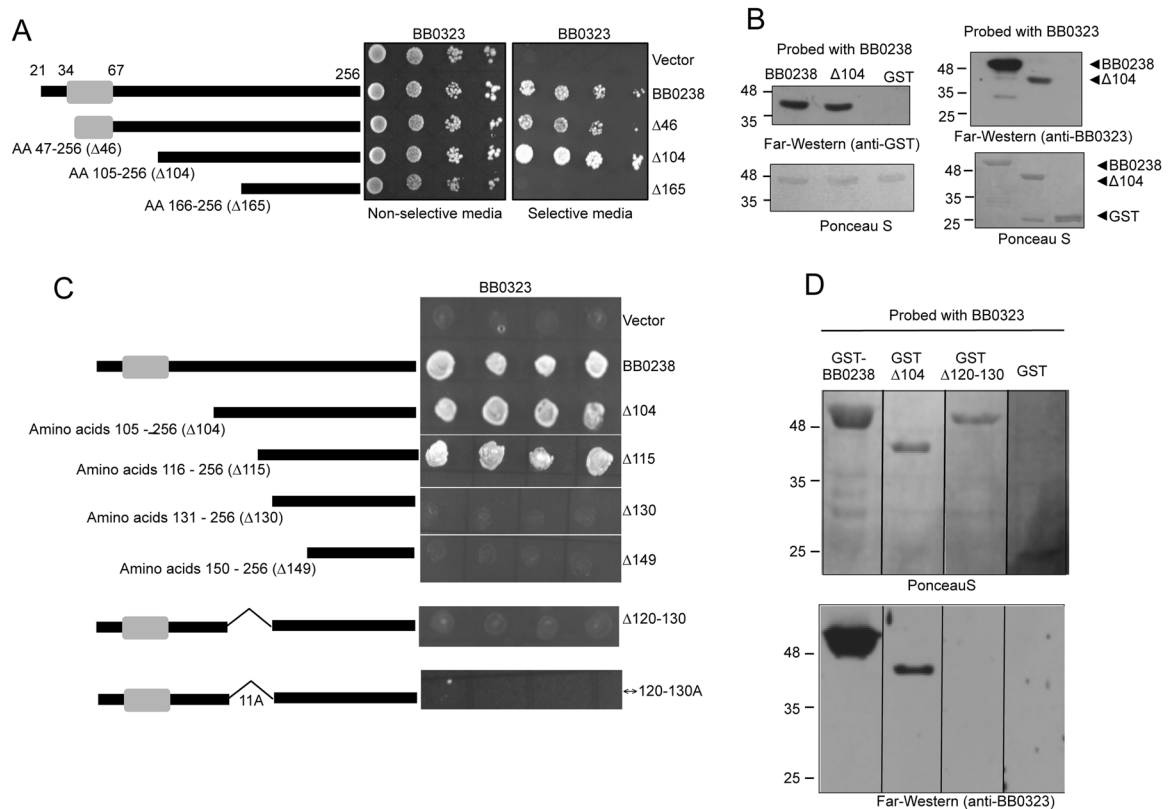 A
BB0323
BB0323
21 34 67 256
Vector
BB0238
AA 47-256 (Δ46)
Δ46
AA 105-256 (Δ104)
Δ104
AA 166-256 (Δ165)
Δ165
Non-selective media
Selective media
B
Probed with BB0238
BB0238 Δ104 GST
48
35
Far-Western (anti-GST)
48
35
Ponceau S
Probed with BB0323
48
35
25
BB0238
Δ104
Far-Western (anti-BB0323)
48
35
25
BB0238
Δ104
GST
Ponceau S
C
BB0323
Vector
BB0238
Amino acids 105 - 256 (Δ104)
Δ104
Amino acids 116 - 256 (Δ115)
Δ115
Amino acids 131 - 256 (Δ130)
Δ130
Amino acids 150 - 256 (Δ149)
Δ149
Δ120-130
11A
↔120-130A
D
Probed with BB0323
GST- GST GST GST
BB0238 Δ104 Δ120-130
48
35
25
PonceauS
48
35
25
Far-Western (anti-BB0323)